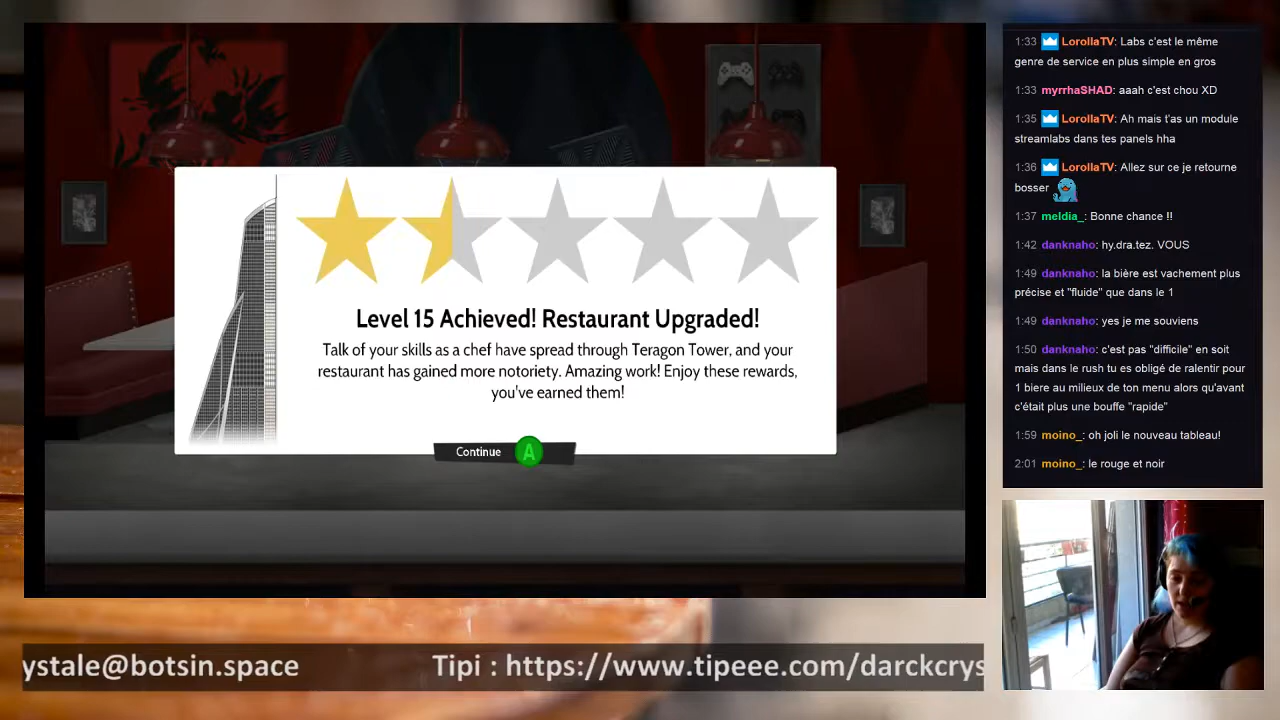 Level 15 Achieved! Restaurant Upgraded!
Talk of your skills as a chef have spread through Teragon Tower, and your
restaurant has gained more notoriety. Amazing work! Enjoy these rewards,
you've earned them!
Continue A
1:33 LorollaTV: Labs c'est le même
genre de service en plus simple en gros
1:33 myrrhaSHAD: aaah c'est chou XD
1:35 LorollaTV: Ah mais t'as un module
streamlabs dans tes panels hha
1:36 LorollaTV: Allez sur ce je retourne
bosser
1:37 meldia_: Bonne chance !!
1:42 danknaho: hy.dra.tez. VOUS
1:49 danknaho: la bière est vachement plus
précise et "fluide" que dans le 1
1:49 danknaho: yes je me souviens
1:50 danknaho: c'est pas "difficile" en soit
mais dans le rush tu es obligé de ralentir pour
1 biere au milieux de ton menu alors qu'avant
c'était plus une bouffe "rapide"
1:59 moino_: oh joli le nouveau tableau!
2:01 moino_: le rouge et noir
ystale@botsin.space Tipi : https://www.tipeee.com/darckcrys